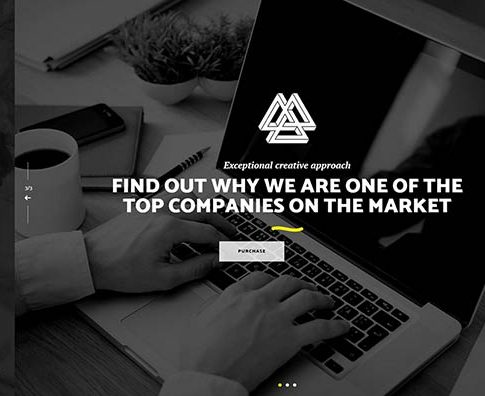 Exceptional creative approach
FIND OUT WHY WE ARE ONE OF THE
TOP COMPANIES ON THE MARKET
3/3
PURCHASE